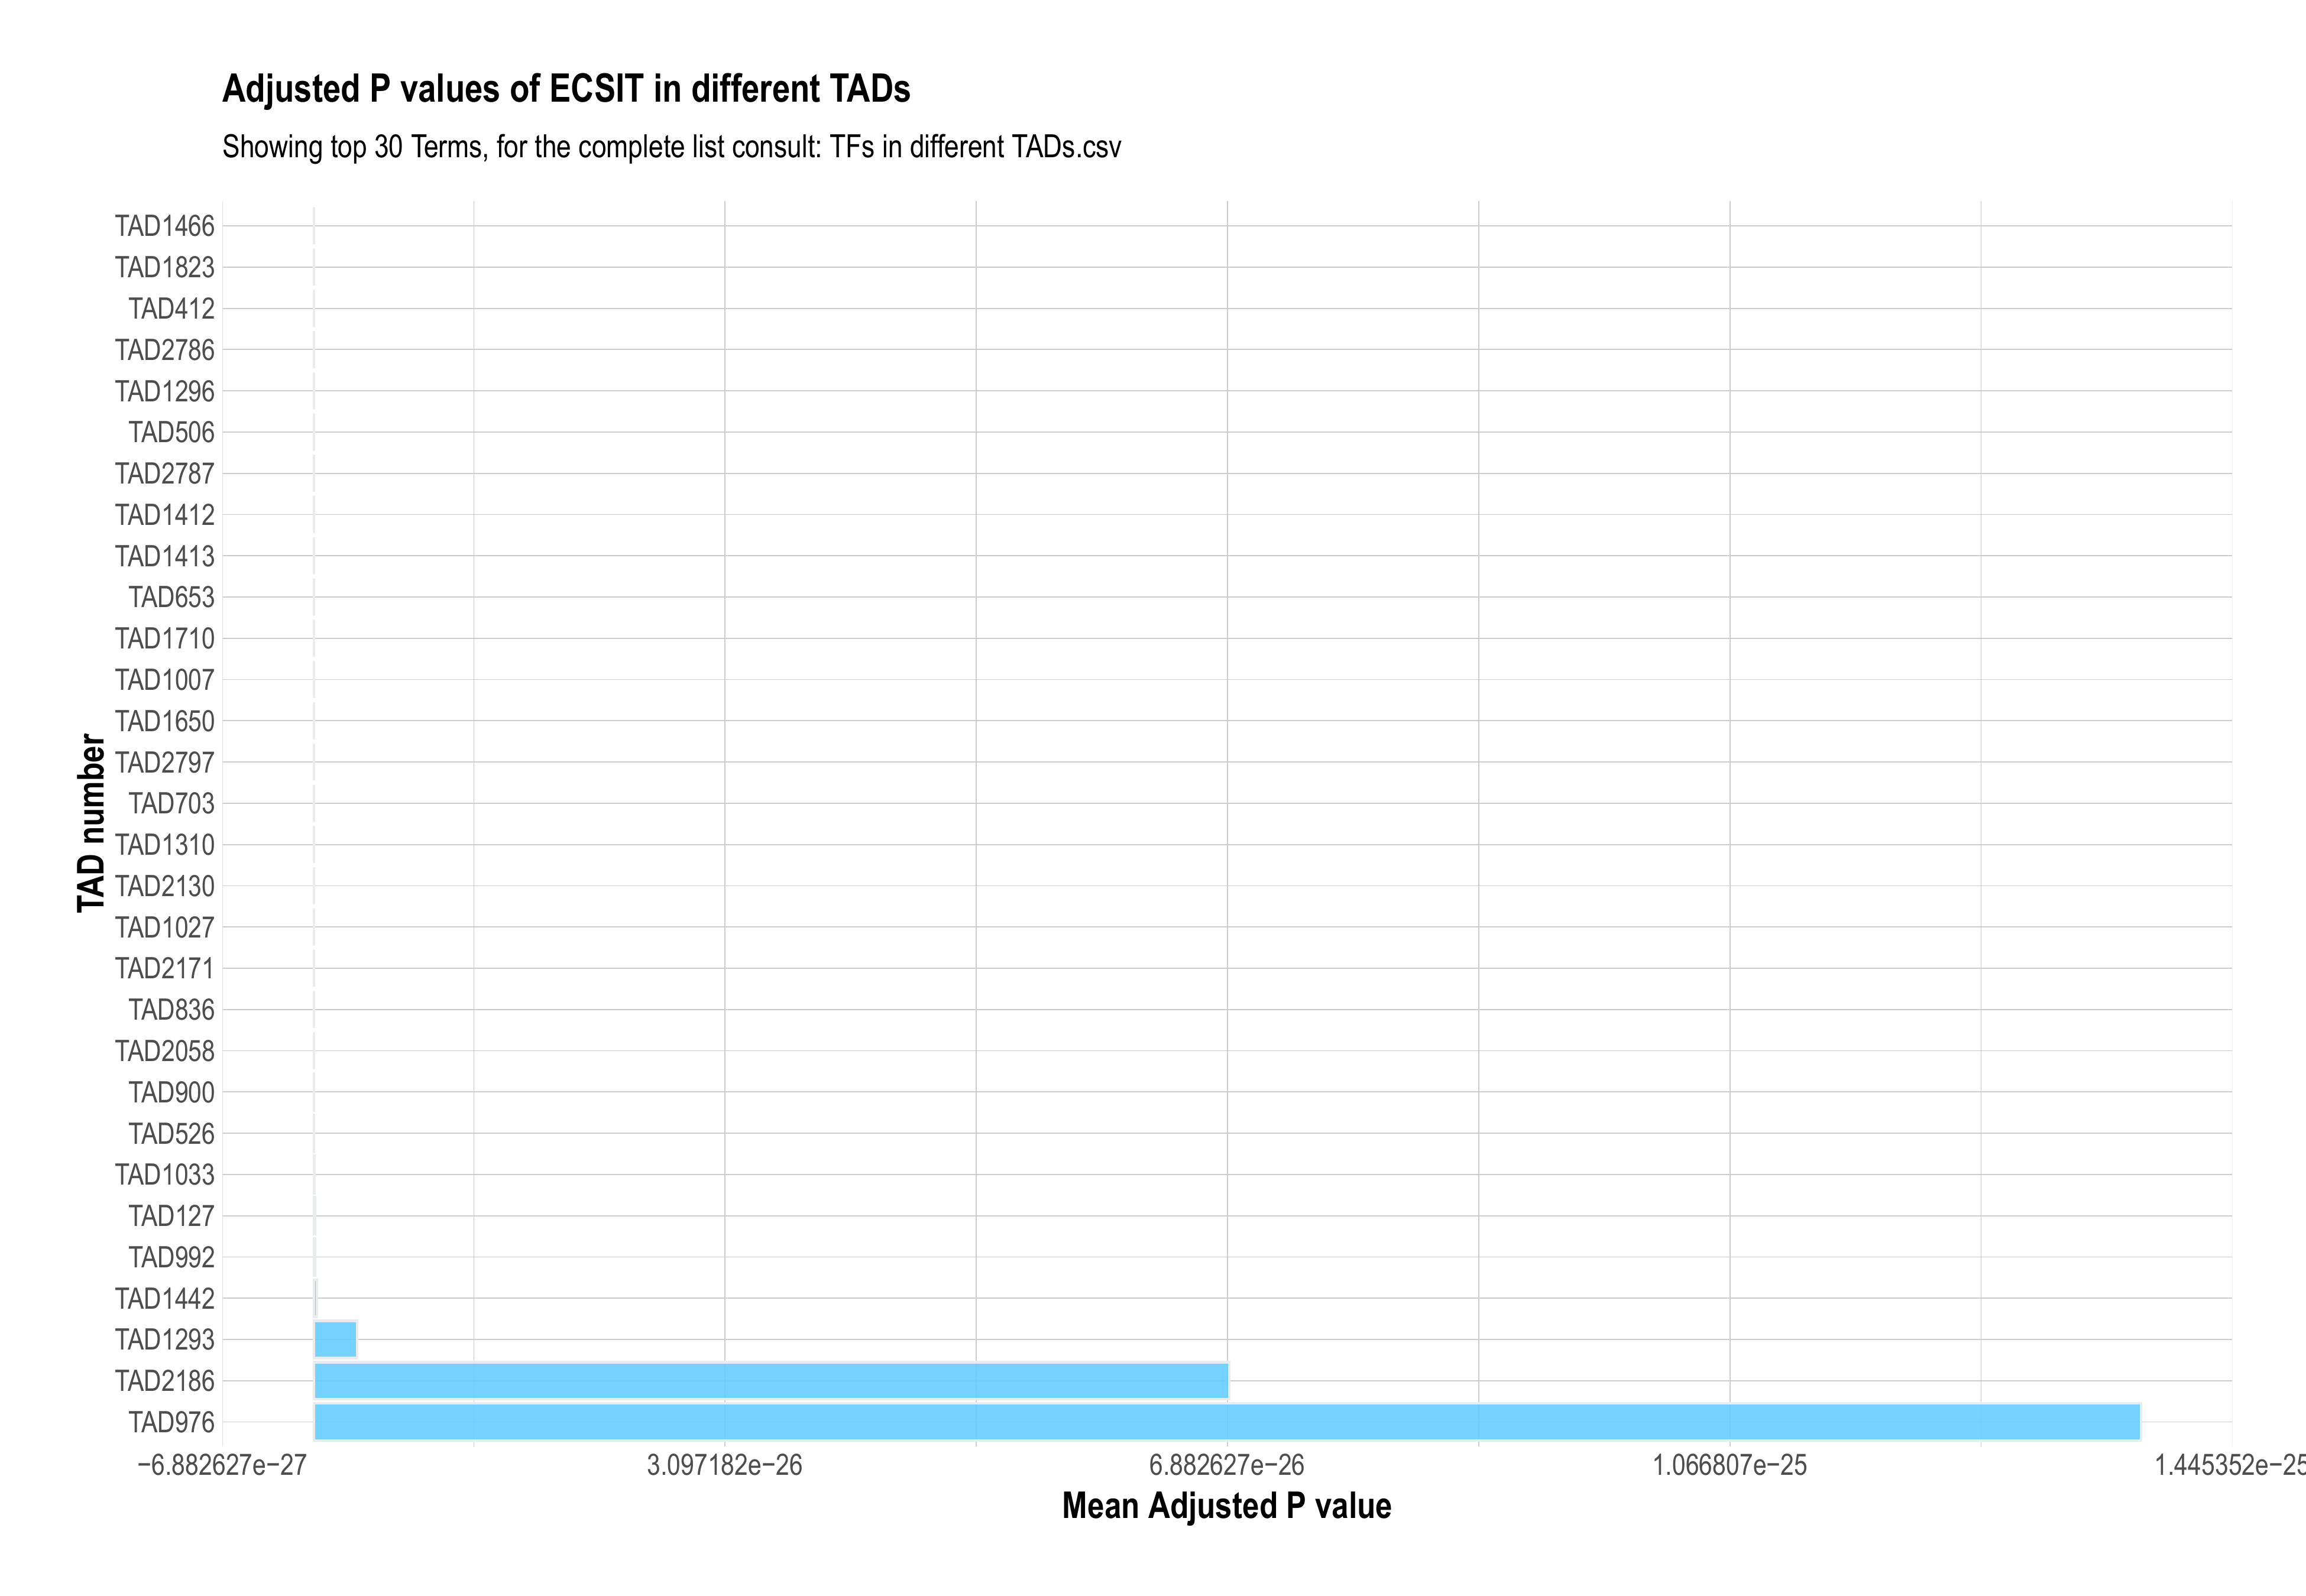 Adjusted P values of ECSIT in different TADs
Showing top 30 Terms, for the complete list consult: TFs in different TADs.csv
TAD number
TAD1466
TAD1823
TAD412
TAD2786
TAD1296
TAD506
TAD2787
TAD1412
TAD1413
TAD653
TAD1710
TAD1007
TAD1650
TAD2797
TAD703
TAD1310
TAD2130
TAD1027
TAD2171
TAD836
TAD2058
TAD900
TAD526
TAD1033
TAD127
TAD992
TAD1442
TAD1293
TAD2186
TAD976
−6.882627e−27 3.097182e−26 6.882627e−26 1.066807e−25 1.445352e−25
Mean Adjusted P value